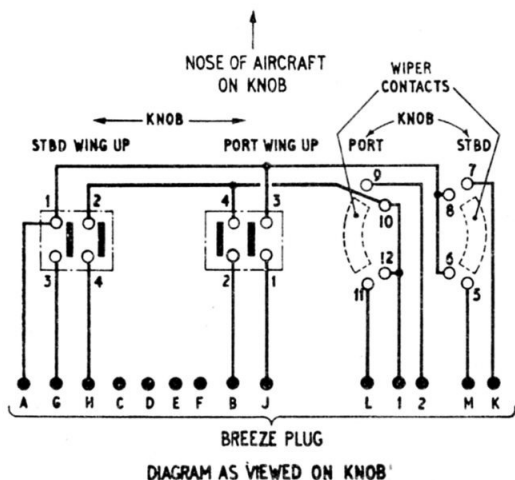 NOSE OF AIRCRAFT
ON KNOB
WIPER
CONTACTS
KNOB
KNOB
STBD WING UP
PORT WING UP
PORT
STBD
1
2
4
3
9
7
10
8
3
4
2
1
12
6
11
5
A
G
H
C
D
E
F
B
J
L
1
2
M
K
BREEZE PLUG
DIAGRAM AS VIEWED ON KNOB